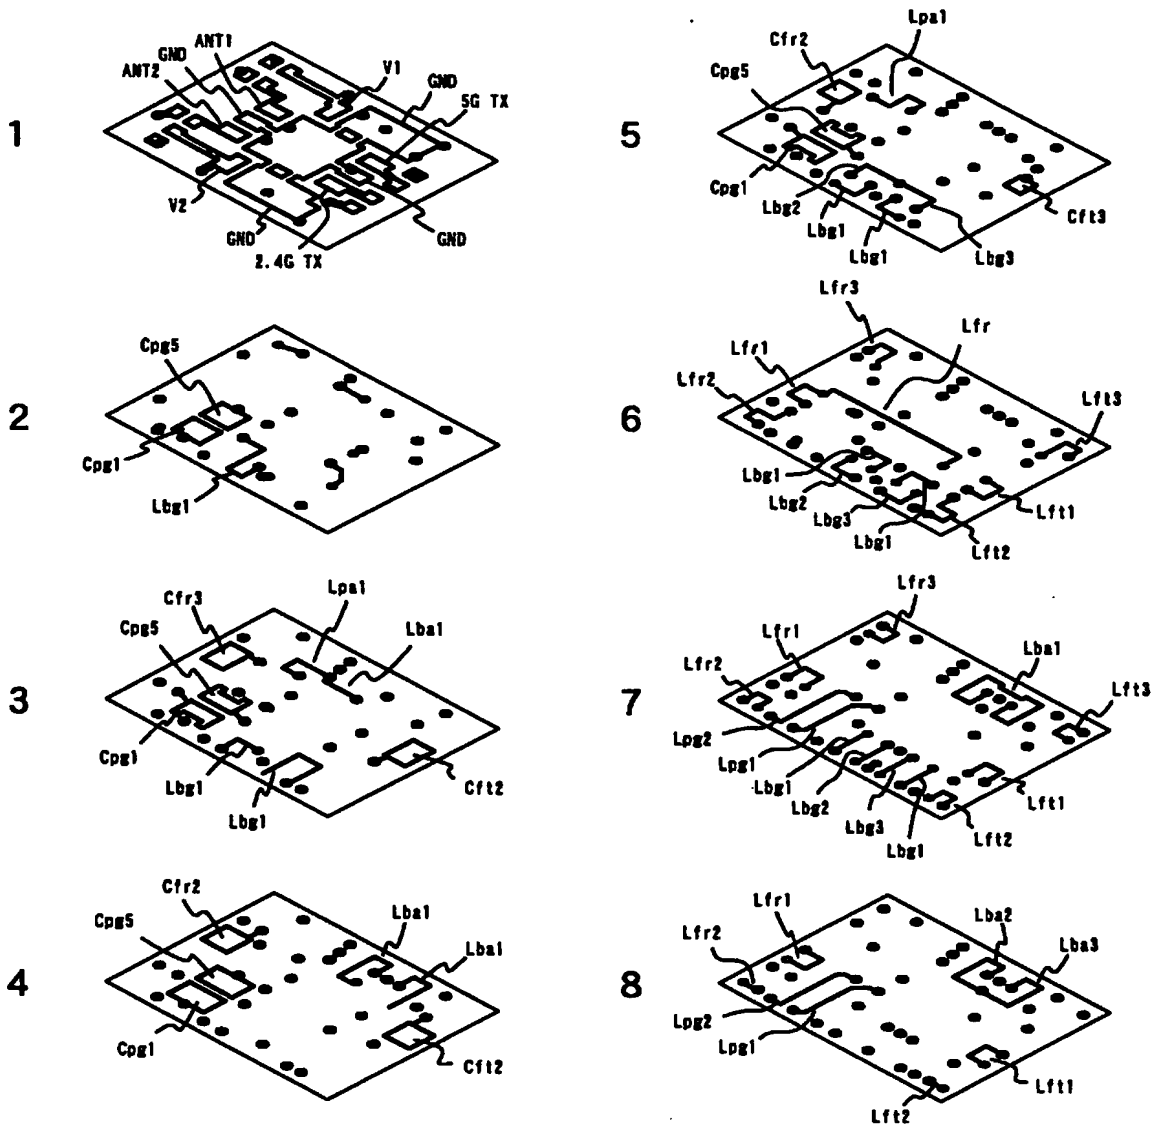 1
ANT1
GND
ANT2
V1
GND
5G TX
V2
GND
2.4G TX
GND
2
Cpg5
Cpg1
Lbg1
3
Cfr3
Lpa1
Cpg5
Lba1
Cpg1
Lbg1
Lbg1
Cft2
4
Cfr2
Cpg5
Lba1
Lba1
Cpg1
Cft2
5
Lpa1
Cfr2
Cpg5
Cpg1
Lbg2
Lbg1
Lbg1
Lbg3
Cft3
6
Lfr3
Lfr
Lfr1
Lfr2
Lft3
Lbg1
Lbg2
Lbg3
Lbg1
Lft1
Lft2
7
Lfr3
Lfr1
Lba1
Lfr2
Lft3
Lpg2
Lpg1
Lbg1
Lbg2
Lbg3
Lbg1
Lft1
Lft2
8
Lfr1
Lba2
Lfr2
Lba3
Lpg2
Lpg1
Lft1
Lft2